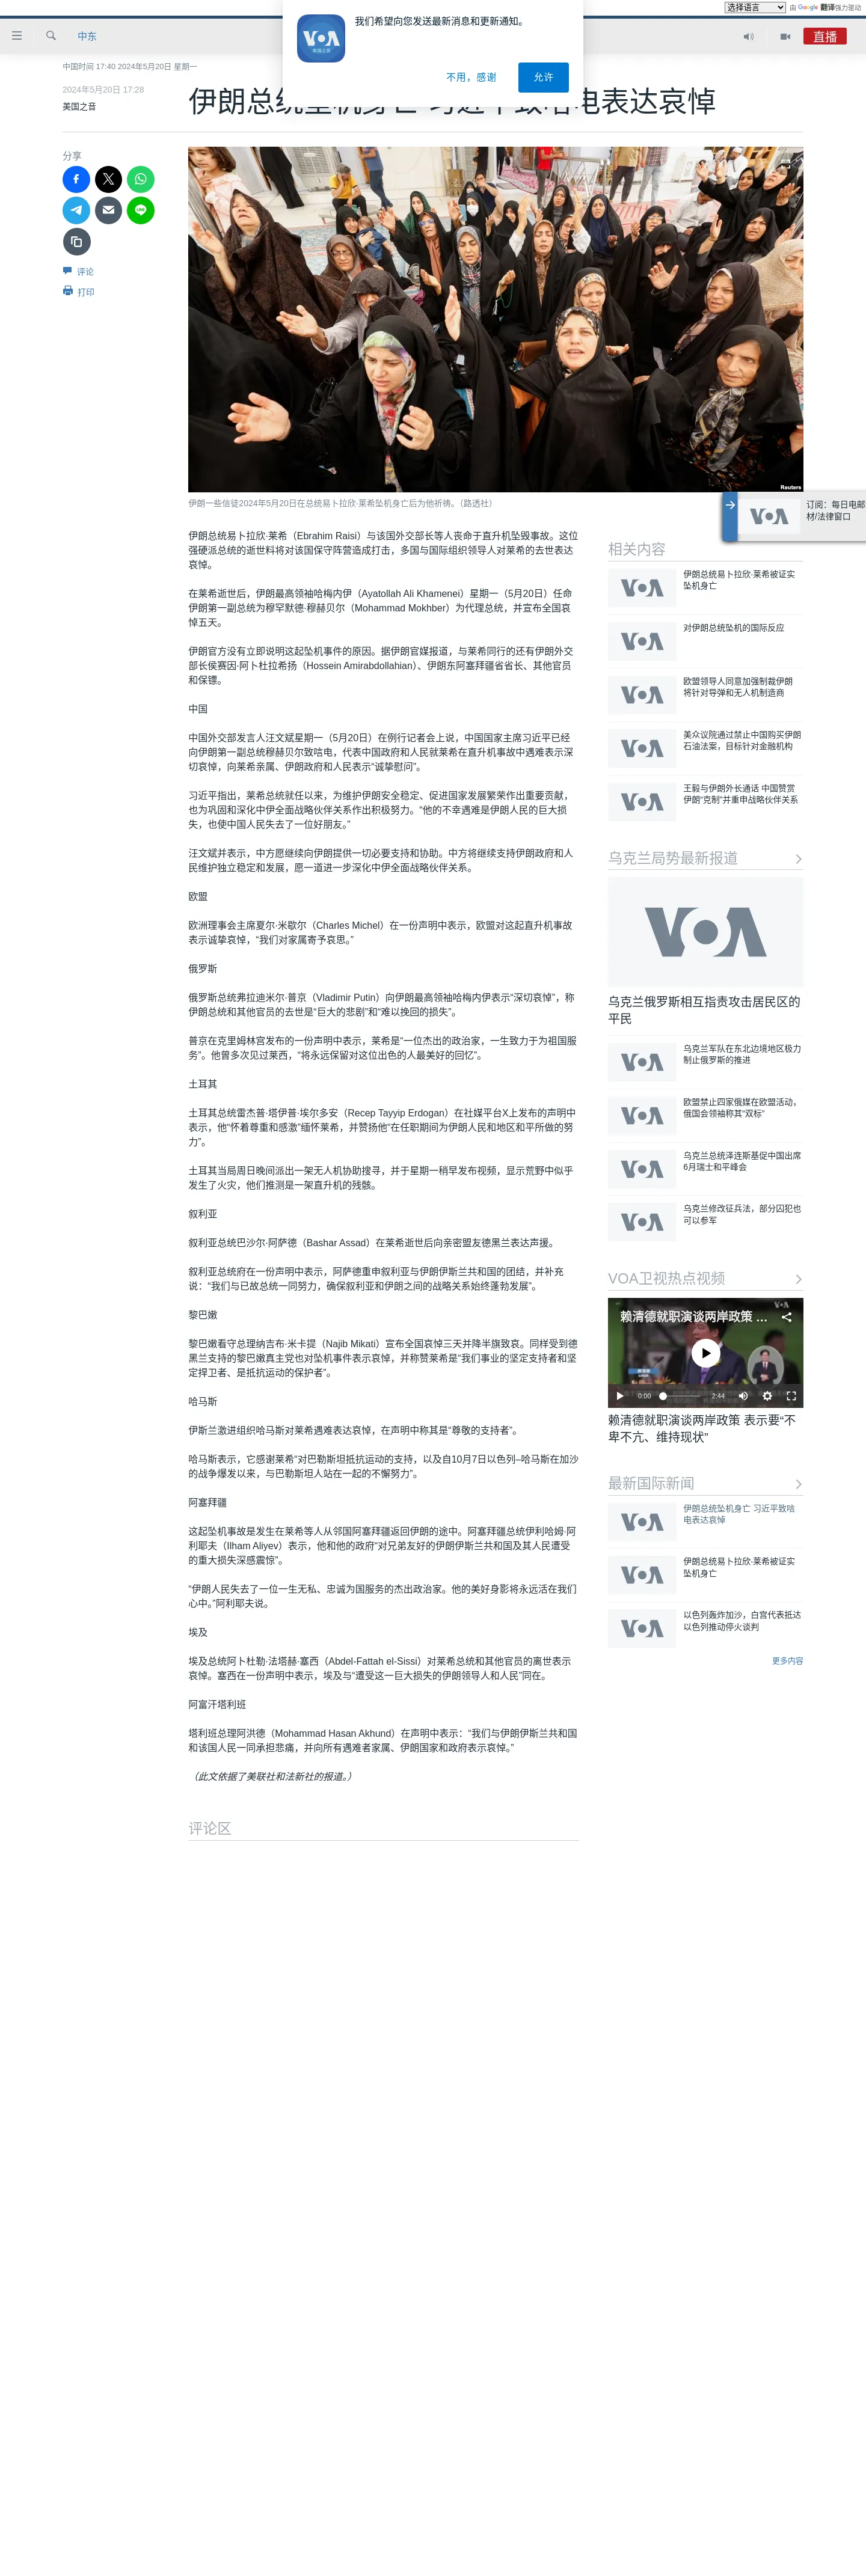 选择语言
由 Google 翻译强力驱动
我们希望向您发送最新消息和更新通知。
VOA
美国之音
不用，感谢
允许
中东
直播
中国时间 17:40 2024年5月20日 星期一
2024年5月20日 17:28
美国之音
伊朗总统坠机身亡 习近平致唁电表达哀悼
分享
评论
打印
Reuters
伊朗一些信徒2024年5月20日在总统易卜拉欣·莱希坠机身亡后为他祈祷。（路透社）
VOA
订阅：每日电邮
材/法律窗口
伊朗总统易卜拉欣·莱希（Ebrahim Raisi）与该国外交部长等人丧命于直升机坠毁事故。这位
强硬派总统的逝世料将对该国保守阵营造成打击，多国与国际组织领导人对莱希的去世表达
哀悼。
在莱希逝世后，伊朗最高领袖哈梅内伊（Ayatollah Ali Khamenei）星期一（5月20日）任命
伊朗第一副总统为穆罕默德·穆赫贝尔（Mohammad Mokhber）为代理总统，并宣布全国哀
悼五天。
伊朗官方没有立即说明这起坠机事件的原因。据伊朗官媒报道，与莱希同行的还有伊朗外交
部长侯赛因·阿卜杜拉希扬（Hossein Amirabdollahian）、伊朗东阿塞拜疆省省长、其他官员
和保镖。
中国
中国外交部发言人汪文斌星期一（5月20日）在例行记者会上说，中国国家主席习近平已经
向伊朗第一副总统穆赫贝尔致唁电，代表中国政府和人民就莱希在直升机事故中遇难表示深
切哀悼，向莱希亲属、伊朗政府和人民表示“诚挚慰问”。
习近平指出，莱希总统就任以来，为维护伊朗安全稳定、促进国家发展繁荣作出重要贡献，
也为巩固和深化中伊全面战略伙伴关系作出积极努力。“他的不幸遇难是伊朗人民的巨大损
失，也使中国人民失去了一位好朋友。”
汪文斌并表示，中方愿继续向伊朗提供一切必要支持和协助。中方将继续支持伊朗政府和人
民维护独立稳定和发展，愿一道进一步深化中伊全面战略伙伴关系。
欧盟
欧洲理事会主席夏尔·米歇尔（Charles Michel）在一份声明中表示，欧盟对这起直升机事故
表示诚挚哀悼，“我们对家属寄予哀思。”
俄罗斯
俄罗斯总统弗拉迪米尔·普京（Vladimir Putin）向伊朗最高领袖哈梅内伊表示“深切哀悼”，称
伊朗总统和其他官员的去世是“巨大的悲剧”和“难以挽回的损失”。
普京在克里姆林宫发布的一份声明中表示，莱希是“一位杰出的政治家，一生致力于为祖国服
务”。他曾多次见过莱西，“将永远保留对这位出色的人最美好的回忆”。
土耳其
土耳其总统雷杰普·塔伊普·埃尔多安（Recep Tayyip Erdogan）在社媒平台X上发布的声明中
表示，他“怀着尊重和感激”缅怀莱希，并赞扬他“在任职期间为伊朗人民和地区和平所做的努
力”。
土耳其当局周日晚间派出一架无人机协助搜寻，并于星期一稍早发布视频，显示荒野中似乎
发生了火灾，他们推测是一架直升机的残骸。
叙利亚
叙利亚总统巴沙尔·阿萨德（Bashar Assad）在莱希逝世后向亲密盟友德黑兰表达声援。
叙利亚总统府在一份声明中表示，阿萨德重申叙利亚与伊朗伊斯兰共和国的团结，并补充
说：“我们与已故总统一同努力，确保叙利亚和伊朗之间的战略关系始终蓬勃发展”。
黎巴嫩
黎巴嫩看守总理纳吉布·米卡提（Najib Mikati）宣布全国哀悼三天并降半旗致哀。同样受到德
黑兰支持的黎巴嫩真主党也对坠机事件表示哀悼，并称赞莱希是“我们事业的坚定支持者和坚
定捍卫者、是抵抗运动的保护者”。
哈马斯
伊斯兰激进组织哈马斯对莱希遇难表达哀悼，在声明中称其是“尊敬的支持者”。
哈马斯表示，它感谢莱希“对巴勒斯坦抵抗运动的支持，以及自10月7日以色列–哈马斯在加沙
的战争爆发以来，与巴勒斯坦人站在一起的不懈努力”。
阿塞拜疆
这起坠机事故是发生在莱希等人从邻国阿塞拜疆返回伊朗的途中。阿塞拜疆总统伊利哈姆·阿
利耶夫（Ilham Aliyev）表示，他和他的政府“对兄弟友好的伊朗伊斯兰共和国及其人民遭受
的重大损失深感震惊”。
“伊朗人民失去了一位一生无私、忠诚为国服务的杰出政治家。他的美好身影将永远活在我们
心中。”阿利耶夫说。
埃及
埃及总统阿卜杜勒·法塔赫·塞西（Abdel-Fattah el-Sissi）对莱希总统和其他官员的离世表示
哀悼。塞西在一份声明中表示，埃及与“遭受这一巨大损失的伊朗领导人和人民”同在。
阿富汗塔利班
塔利班总理阿洪德（Mohammad Hasan Akhund）在声明中表示：“我们与伊朗伊斯兰共和国
和该国人民一同承担悲痛，并向所有遇难者家属、伊朗国家和政府表示哀悼。”
（此文依据了美联社和法新社的报道。）
评论区
相关内容
VOA
伊朗总统易卜拉欣·莱希被证实
坠机身亡
VOA
对伊朗总统坠机的国际反应
VOA
欧盟领导人同意加强制裁伊朗
将针对导弹和无人机制造商
VOA
美众议院通过禁止中国购买伊朗
石油法案，目标针对金融机构
VOA
王毅与伊朗外长通话 中国赞赏
伊朗“克制”并重申战略伙伴关系
乌克兰局势最新报道
VOA
乌克兰俄罗斯相互指责攻击居民区的
平民
VOA
乌克兰军队在东北边境地区极力
制止俄罗斯的推进
VOA
欧盟禁止四家俄媒在欧盟活动，
俄国会领袖称其“双标”
VOA
乌克兰总统泽连斯基促中国出席
6月瑞士和平峰会
VOA
乌克兰修改征兵法，部分囚犯也
可以参军
VOA卫视热点视频
VOA
赖清德就职演谈两岸政策 …
0:00
2:44
赖清德就职演谈两岸政策 表示要“不
卑不亢、维持现状”
最新国际新闻
VOA
伊朗总统坠机身亡 习近平致唁
电表达哀悼
VOA
伊朗总统易卜拉欣·莱希被证实
坠机身亡
VOA
以色列轰炸加沙，白宫代表抵达
以色列推动停火谈判
更多内容